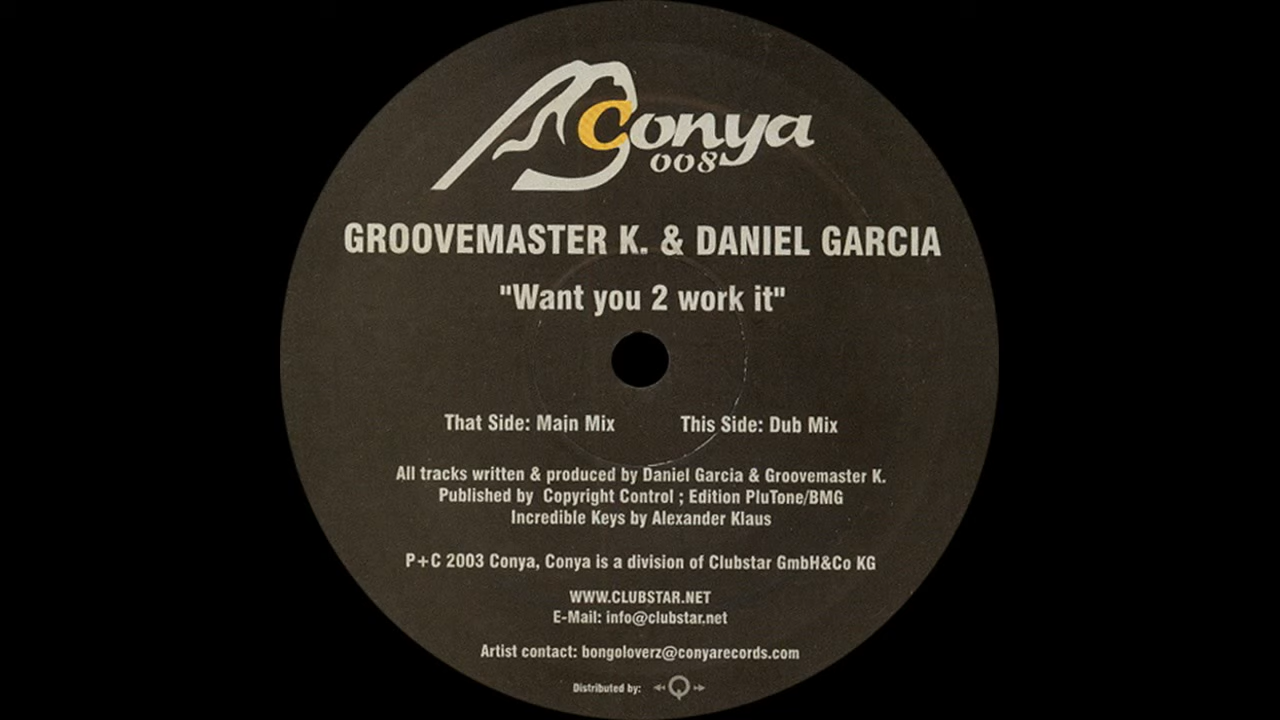 Conya
008
GROOVEMASTER K. & DANIEL GARCIA
"Want you 2 work it"
That Side: Main Mix This Side: Dub Mix
All tracks written & produced by Daniel Garcia & Groovemaster K.
Published by Copyright Control ; Edition PluTone/BMG
Incredible Keys by Alexander Klaus
P+C 2003 Conya, Conya is a division of Clubstar GmbH&Co KG
WWW.CLUBSTAR.NET
E-Mail: info@clubstar.net
Artist contact: bongoloverz@conyarecords.com
Distributed by: Q